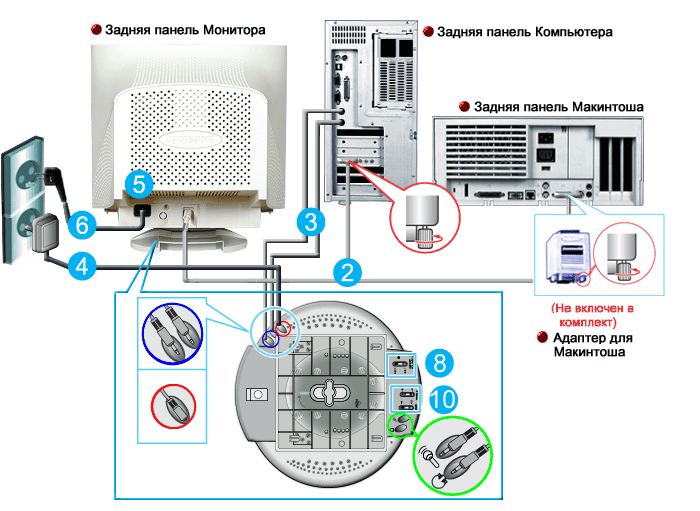 Задняя панель Монитора
Задняя панель Компьютера
Задняя панель Макинтоша
5
6
3
4
2
(Не включен в
комплект)
Адаптер для
Макинтоша
8
10